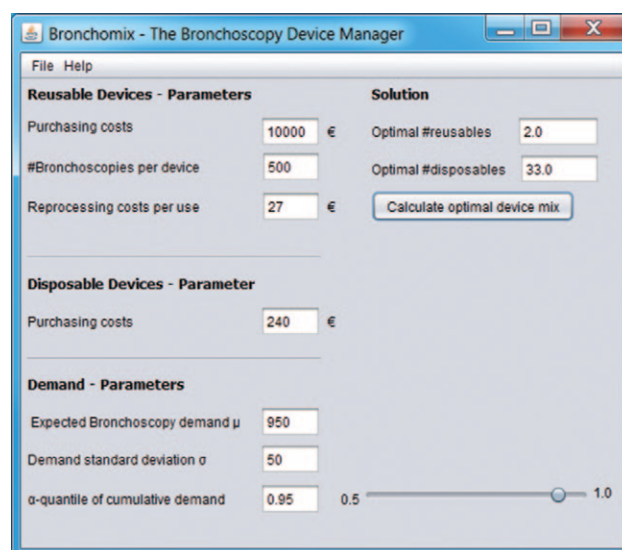 Bronchomix - The Bronchoscopy Device Manager
File Help
Reusable Devices - Parameters
Purchasing costs 10000 €
#Bronchoscopies per device 500
Reprocessing costs per use 27 €
Solution
Optimal #reusables 2.0
Optimal #disposables 33.0
Calculate optimal device mix
Disposable Devices - Parameter
Purchasing costs 240 €
Demand - Parameters
Expected Bronchoscopy demand μ 950
Demand standard deviation σ 50
α-quantile of cumulative demand 0.95 0.5 1.0